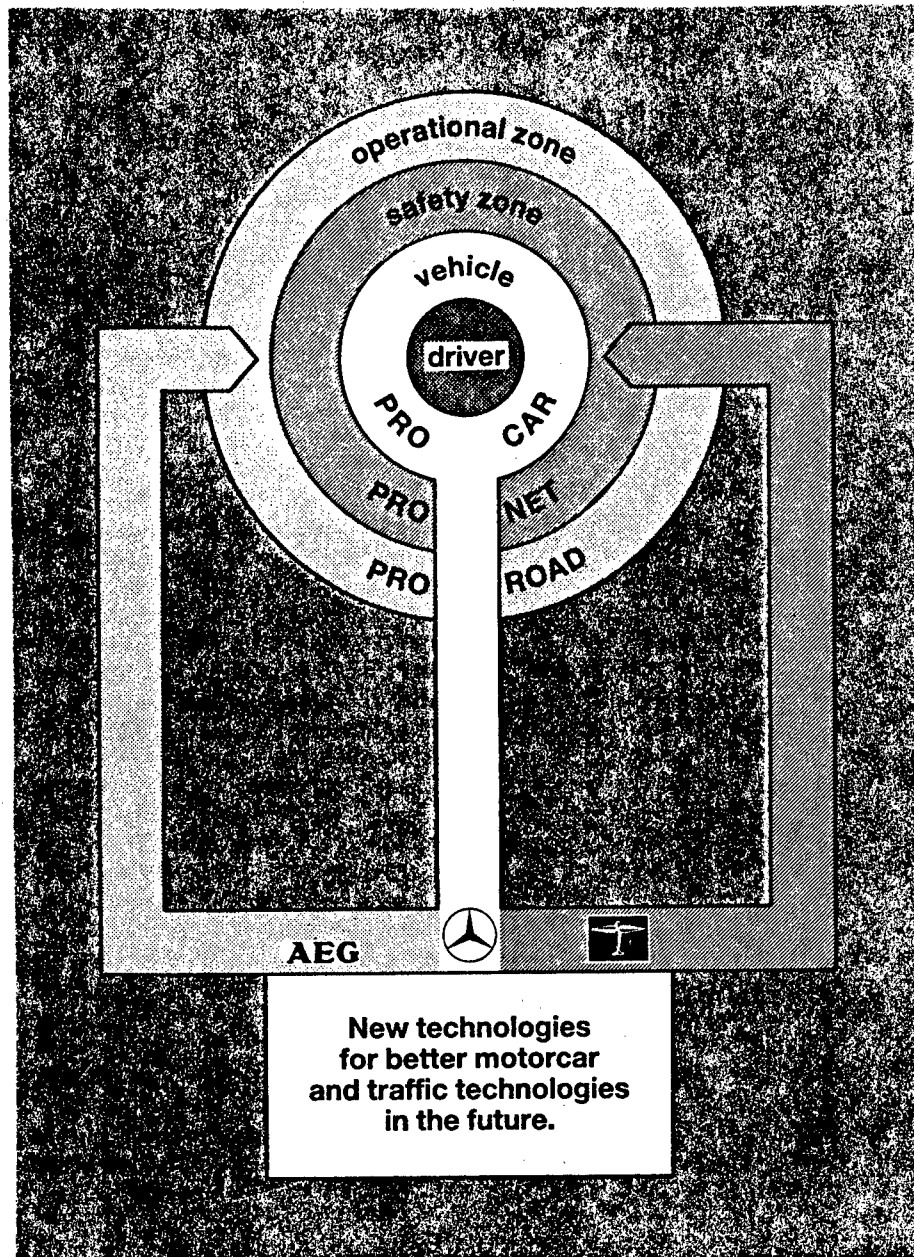 operational zone
safety zone
vehicle
driver
PRO CAR
PRO NET
PRO ROAD
AEG
New technologies
for better motorcar
and traffic technologies
in the future.